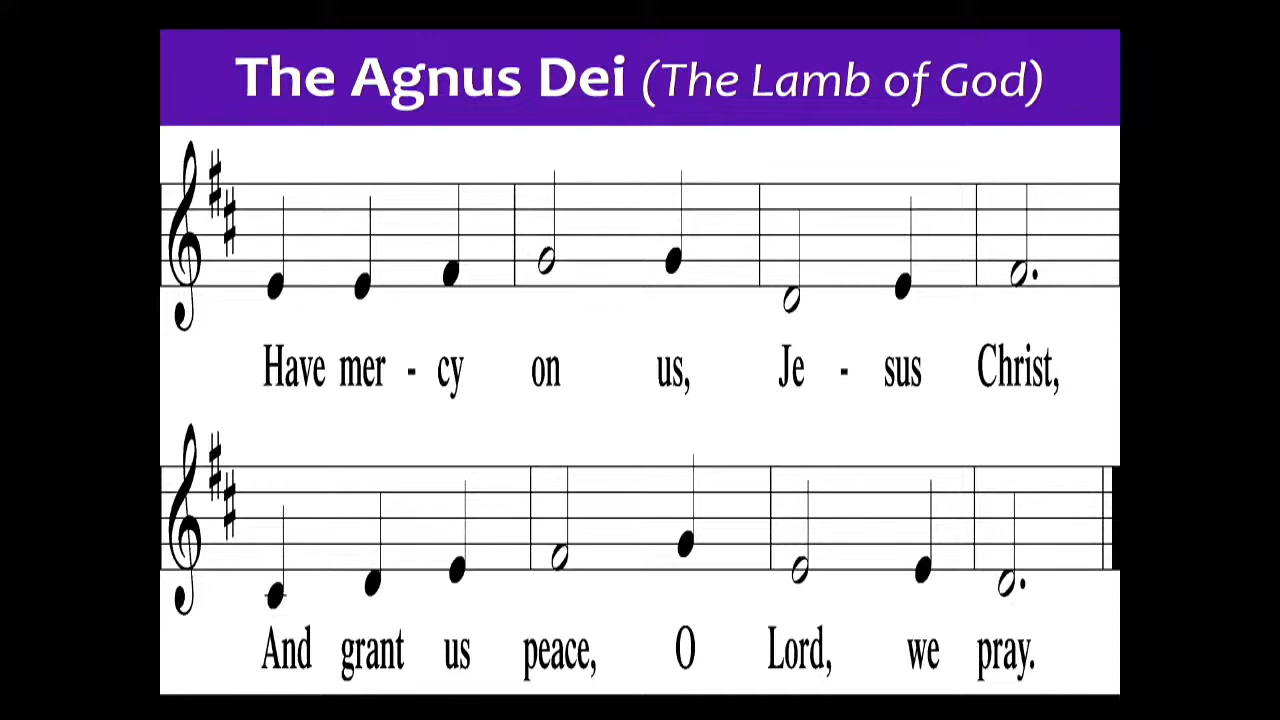 The Agnus Dei (The Lamb of God)
Have mer - cy on us, Je - sus Christ,
And grant us peace, O Lord, we pray.